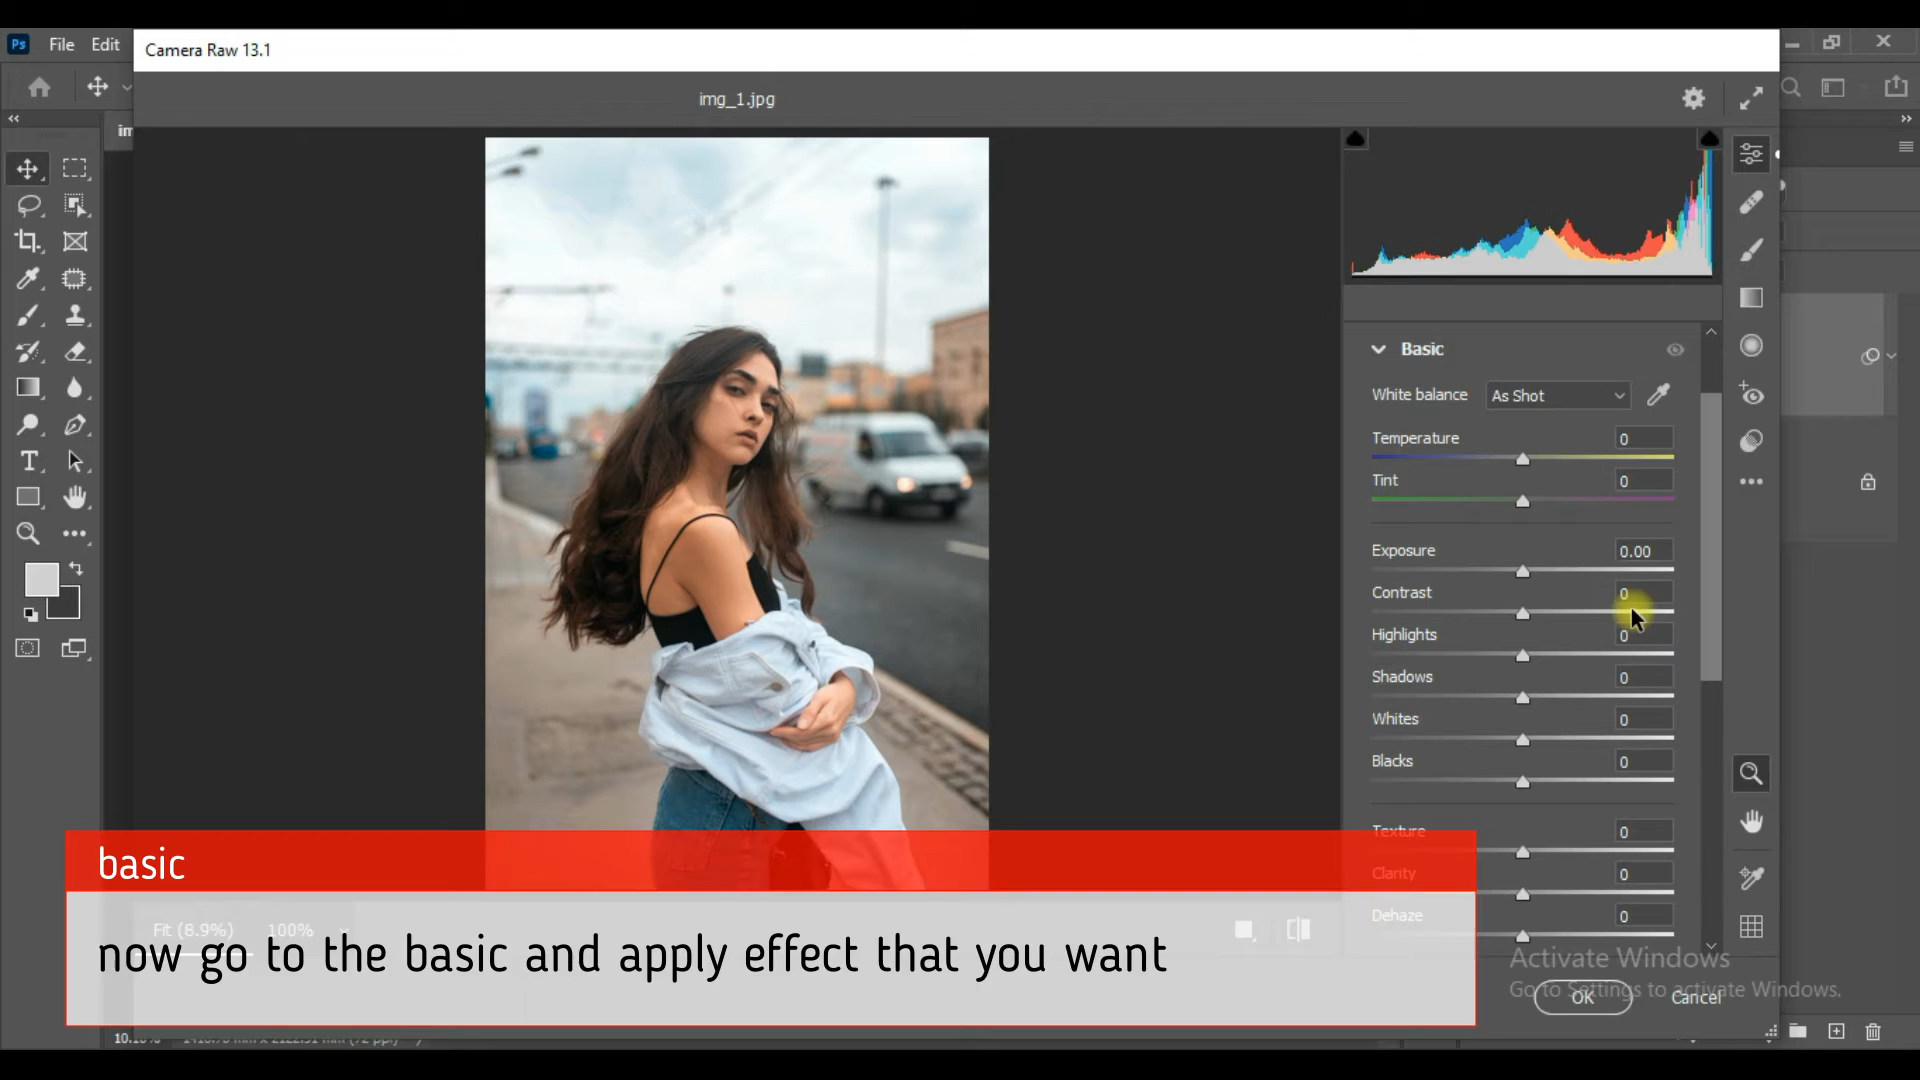 Ps File Edit
Camera Raw 13.1
img_1.jpg
im
Basic
White balance As Shot
Temperature 0
Tint 0
Exposure 0.00
Contrast 0
Highlights 0
Shadows 0
Whites 0
Blacks 0
Texture 0
Clarity 0
Dehaze 0
basic
Fit (8.9%) 100%
now go to the basic and apply effect that you want
Activate Windows
Go to Settings to activate Windows.
OK Cancel